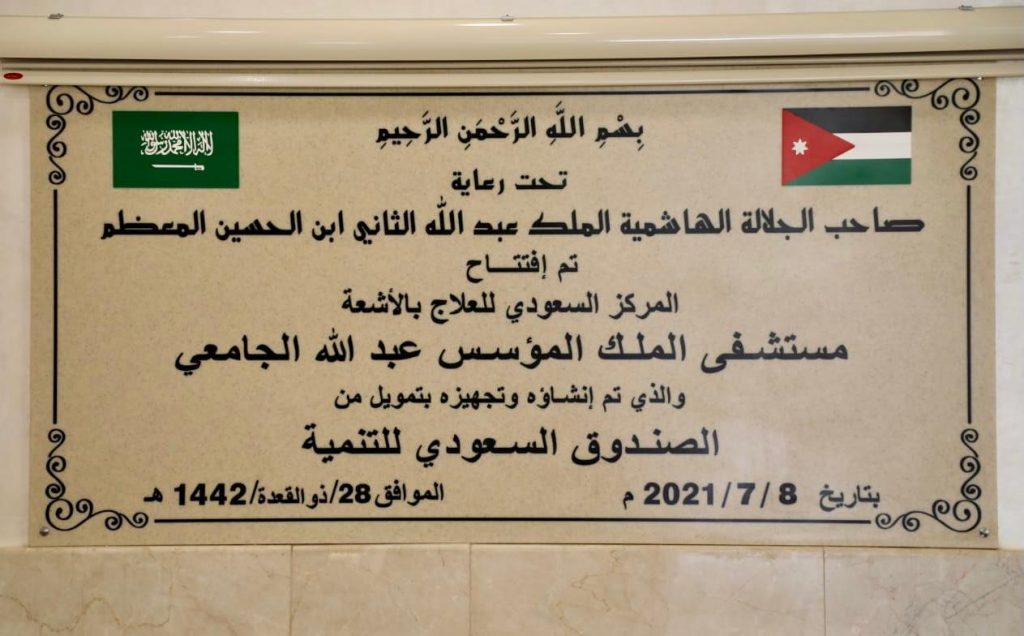 بِسْمِ اللَّهِ الرَّحْمَنِ الرَّحِيمِ
تحت رعاية
صاحب الجلالة الهاشمية الملك عبد الله الثاني ابن الحسين المعظم
تم إفتتاح
المركز السعودي للعلاج بالأشعة
مستشفى الملك المؤسس عبد الله الجامعي
والذي تم إنشاؤه وتجهيزه بتمويل من
الصندوق السعودي للتنمية
بتاريخ 8 / 7 / 2021 م الموافق 28/ذو القعدة/1442 هـ